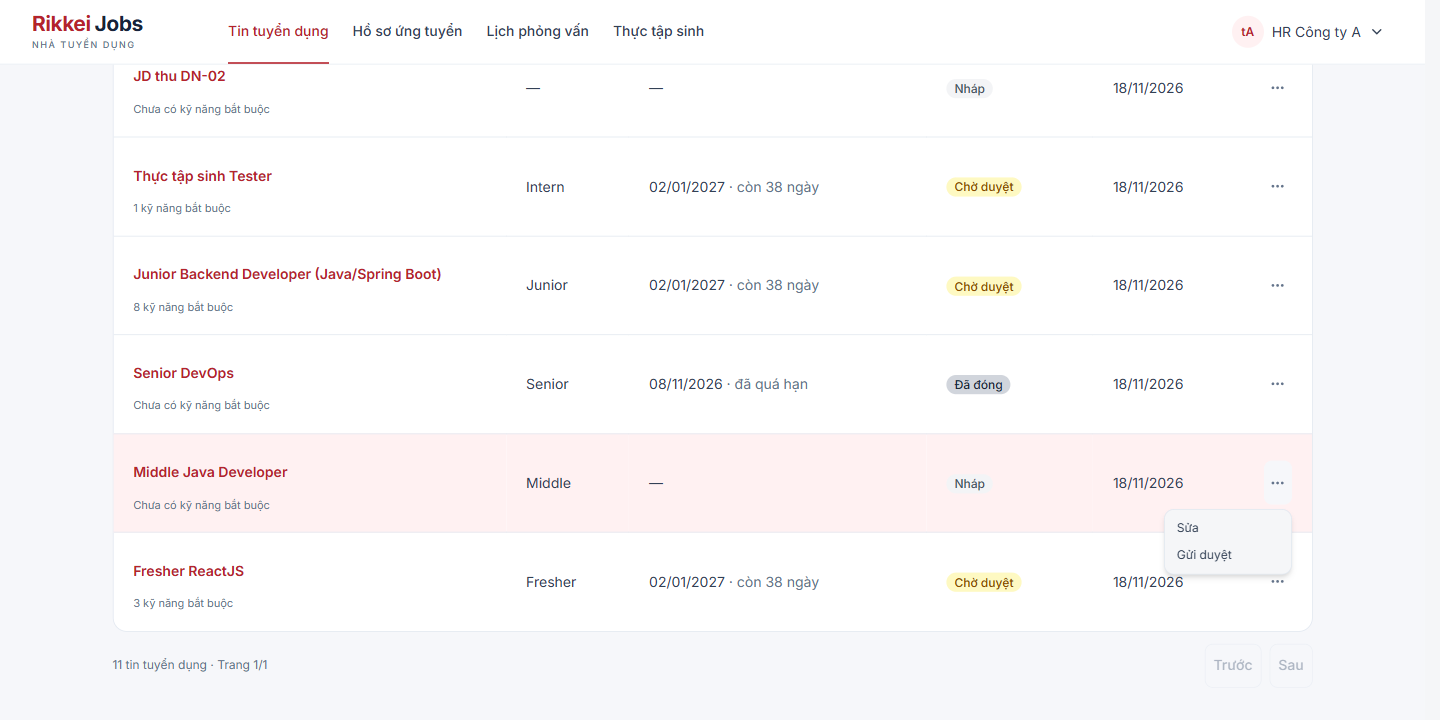 Rikkei Jobs
NHÀ TUYỂN DỤNG
Tin tuyển dụng
Hồ sơ ứng tuyển
Lịch phỏng vấn
Thực tập sinh
tA
HR Công ty A
JD thu DN-02
Chưa có kỹ năng bắt buộc
—
—
Nháp
18/11/2026
Thực tập sinh Tester
1 kỹ năng bắt buộc
Intern
02/01/2027 · còn 38 ngày
Chờ duyệt
18/11/2026
Junior Backend Developer (Java/Spring Boot)
8 kỹ năng bắt buộc
Junior
02/01/2027 · còn 38 ngày
Chờ duyệt
18/11/2026
Senior DevOps
Chưa có kỹ năng bắt buộc
Senior
08/11/2026 · đã quá hạn
Đã đóng
18/11/2026
Middle Java Developer
Chưa có kỹ năng bắt buộc
Middle
—
Nháp
18/11/2026
Sửa
Gửi duyệt
Fresher ReactJS
3 kỹ năng bắt buộc
Fresher
02/01/2027 · còn 38 ngày
Chờ duyệt
18/11/2026
11 tin tuyển dụng · Trang 1/1
Trước
Sau